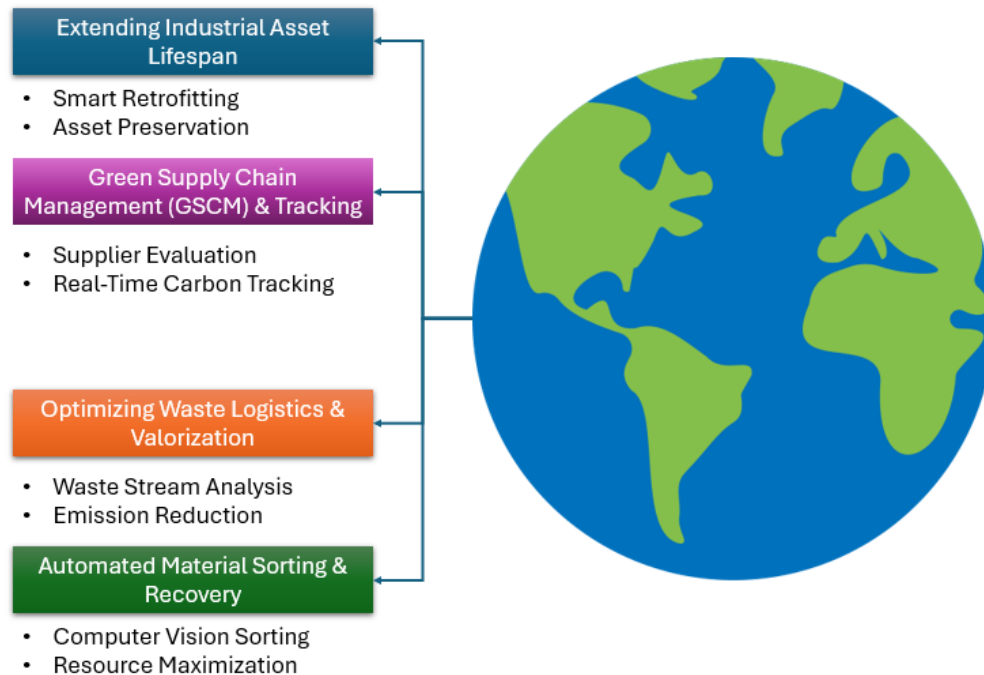 Extending Industrial Asset
Lifespan
• Smart Retrofitting
• Asset Preservation
Green Supply Chain
Management (GSCM) & Tracking
• Supplier Evaluation
• Real-Time Carbon Tracking
Optimizing Waste Logistics &
Valorization
• Waste Stream Analysis
• Emission Reduction
Automated Material Sorting &
Recovery
• Computer Vision Sorting
• Resource Maximization